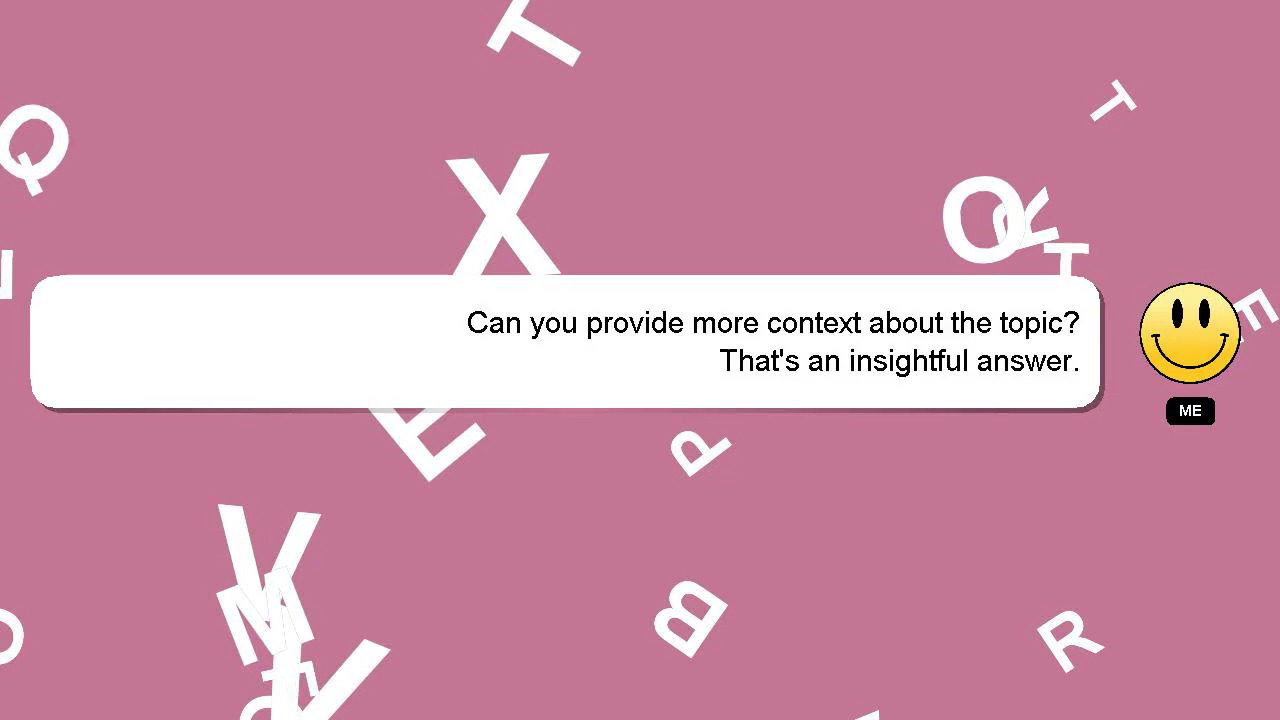 Can you provide more context about the topic?
That's an insightful answer.
ME
T
T
Q
X
O
R
T
E
E
P
V
M
B
R
V